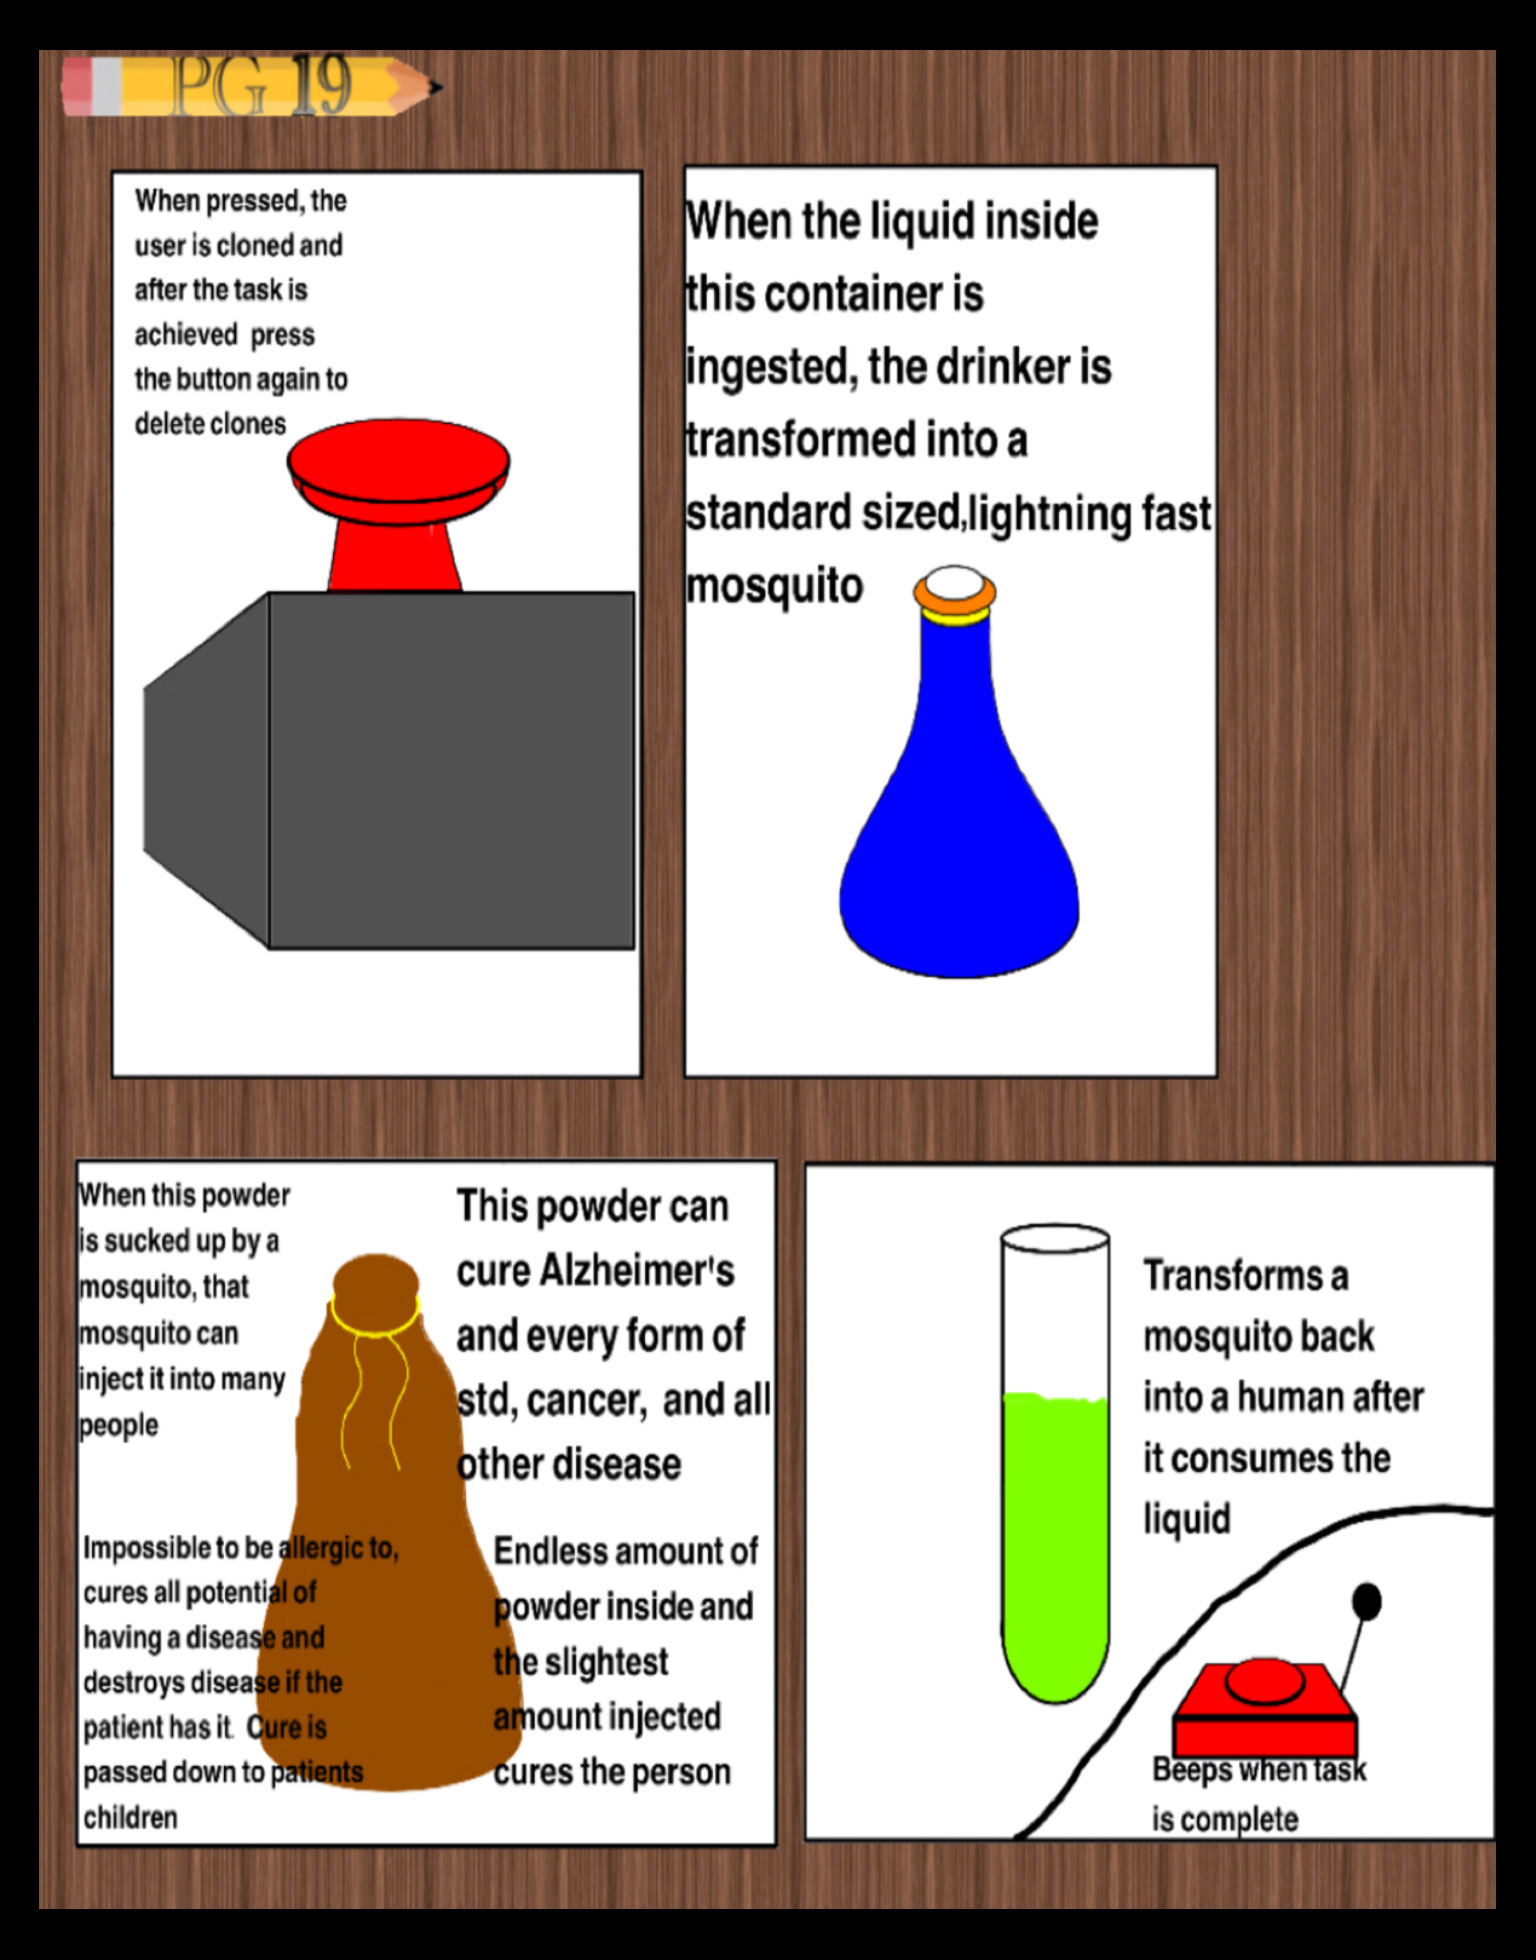 PG 19
When pressed, the
user is cloned and
after the task is
achieved  press
the button again to
delete clones
When the liquid inside
this container is
ingested, the drinker is
transformed into a
standard sized,lightning fast
mosquito
When this powder
is sucked up by a
mosquito, that
mosquito can
inject it into many
people
This powder can
cure Alzheimer's
and every form of
std, cancer,  and all
other disease
Impossible to be allergic to,
cures all potential of
having a disease and
destroys disease if the
patient has it.  Cure is
passed down to patients
children
Endless amount of
powder inside and
the slightest
amount injected
cures the person
Transforms a
mosquito back
into a human after
it consumes the
liquid
Beeps when task
is complete